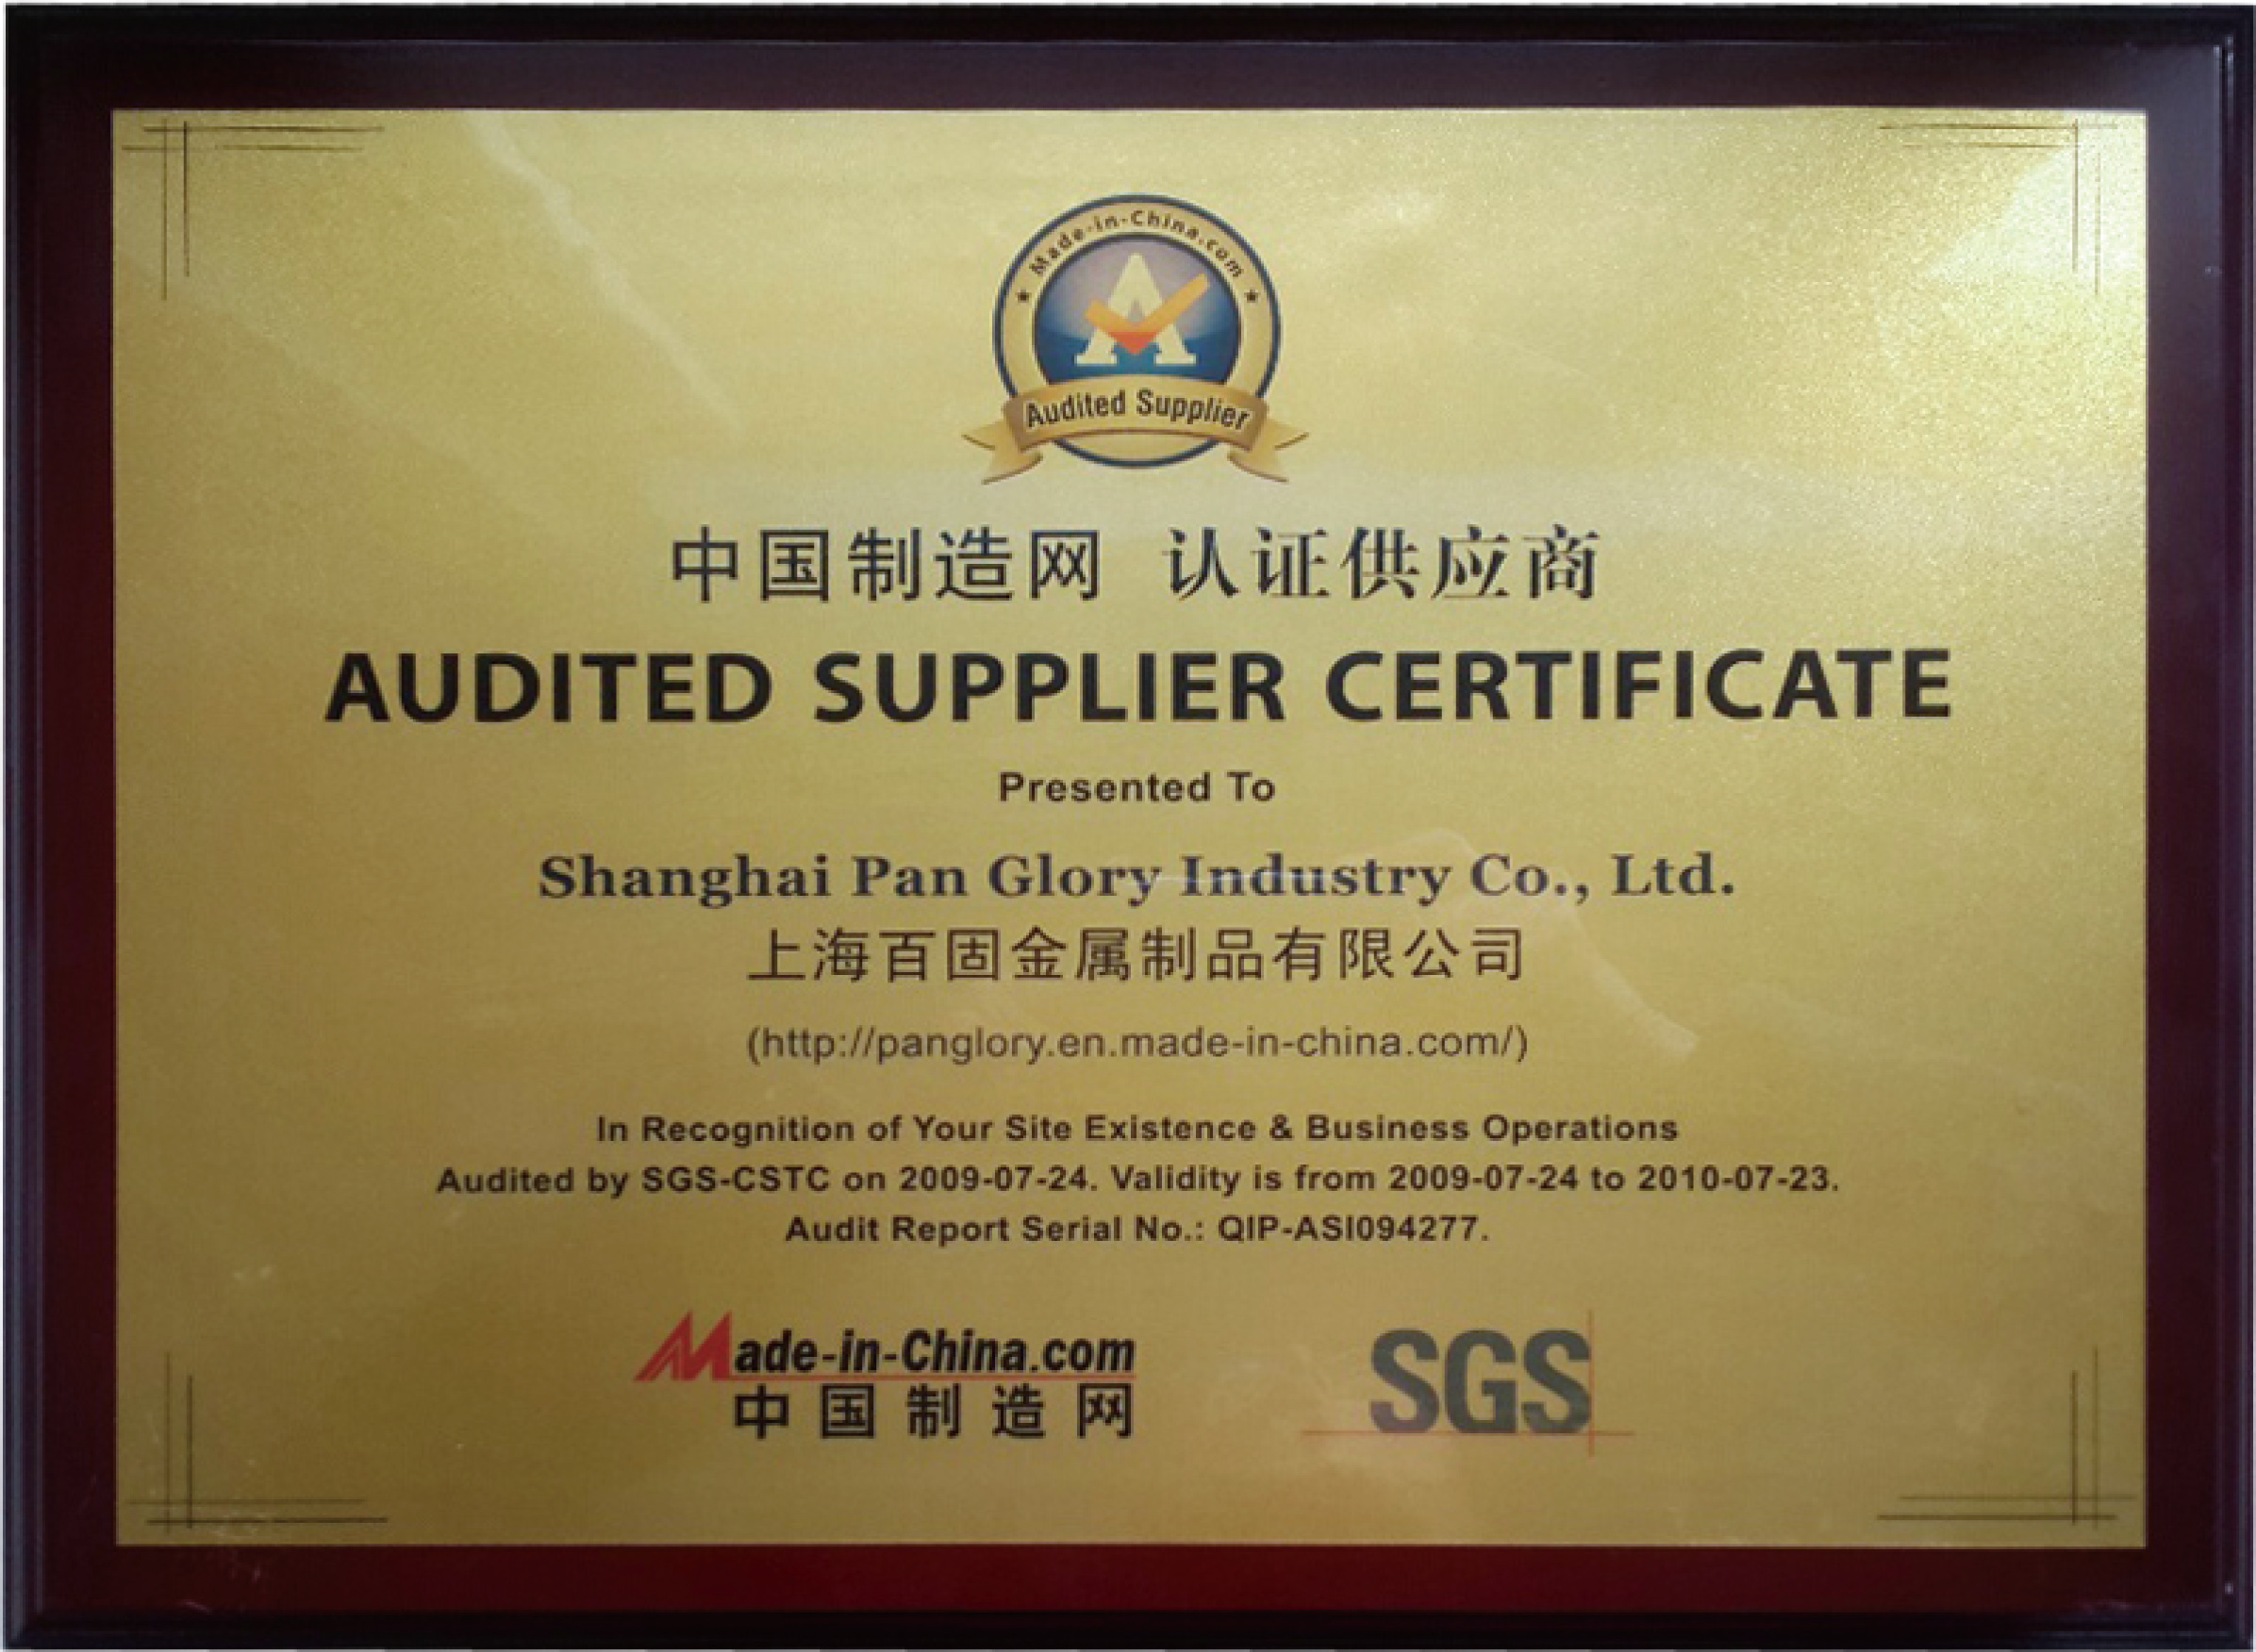 Made-in-China.com
Audited Supplier
中国制造网 认证供应商
AUDITED SUPPLIER CERTIFICATE
Presented To
Shanghai Pan Glory Industry Co., Ltd.
上海百固金属制品有限公司
(http://panglory.en.made-in-china.com/)
In Recognition of Your Site Existence & Business Operations
Audited by SGS-CSTC on 2009-07-24. Validity is from 2009-07-24 to 2010-07-23.
Audit Report Serial No.: QIP-ASI094277.
Made-in-China.com
中国制造网
SGS